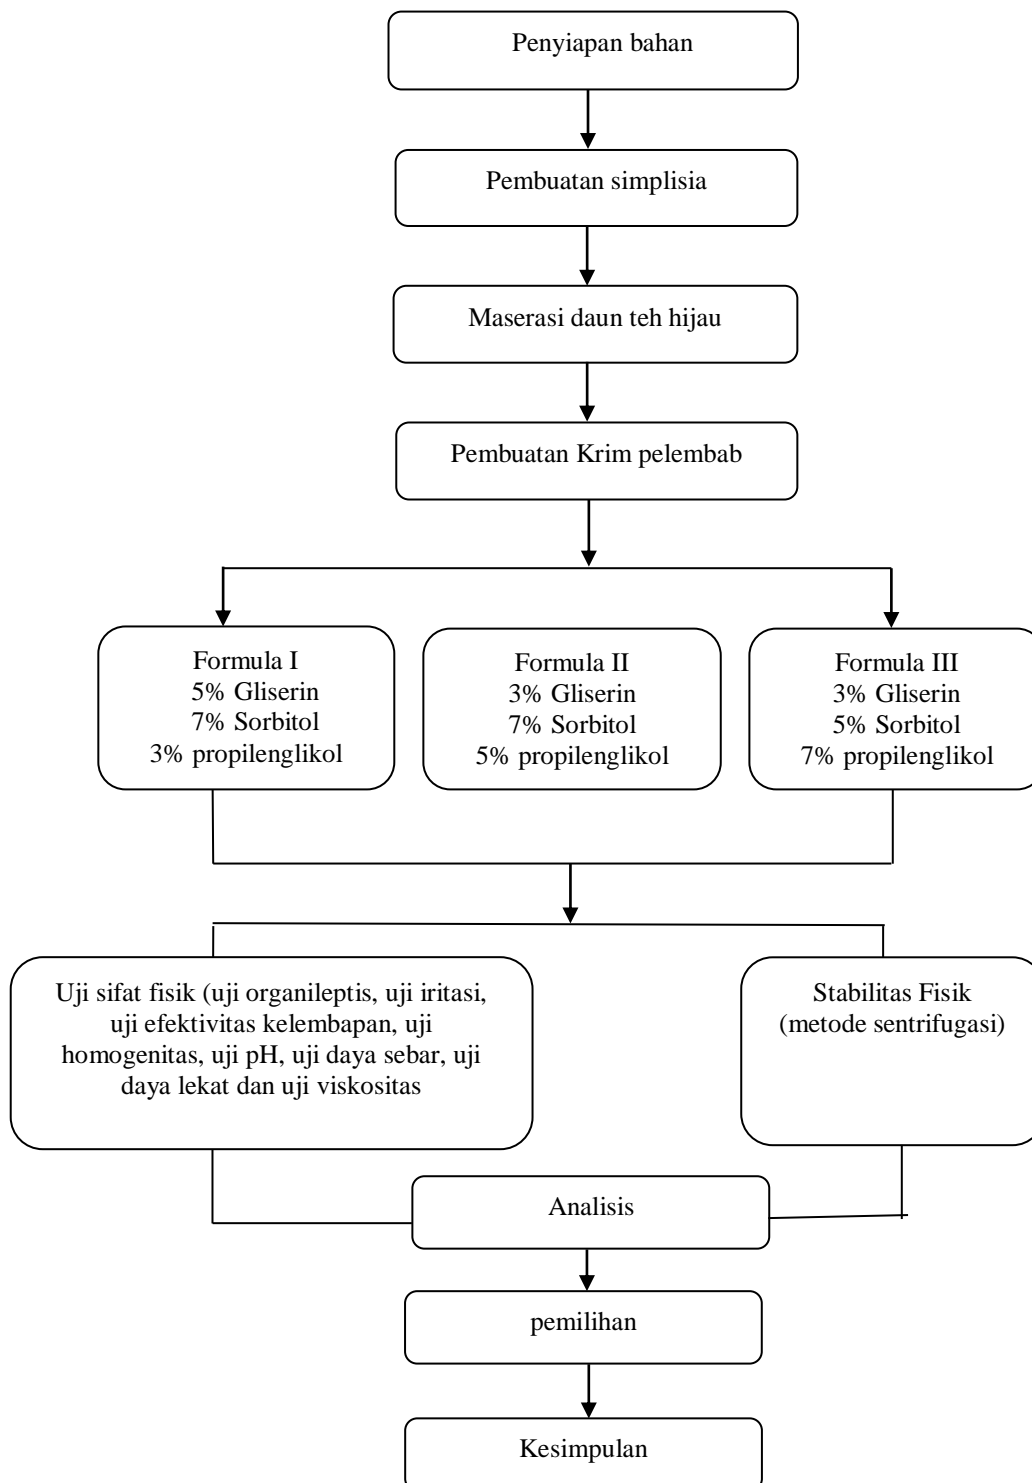 Penyiapan bahan
Pembuatan simplisia
Maserasi daun teh hijau
Pembuatan Krim pelembab
Formula I
5% Gliserin
7% Sorbitol
3% propilenglikol
Formula II
3% Gliserin
7% Sorbitol
5% propilenglikol
Formula III
3% Gliserin
5% Sorbitol
7% propilenglikol
Uji sifat fisik (uji organileptis, uji iritasi,
uji efektivitas kelembapan, uji
homogenitas, uji pH, uji daya sebar, uji
daya lekat dan uji viskositas
Stabilitas Fisik
(metode sentrifugasi)
Analisis
pemilihan
Kesimpulan